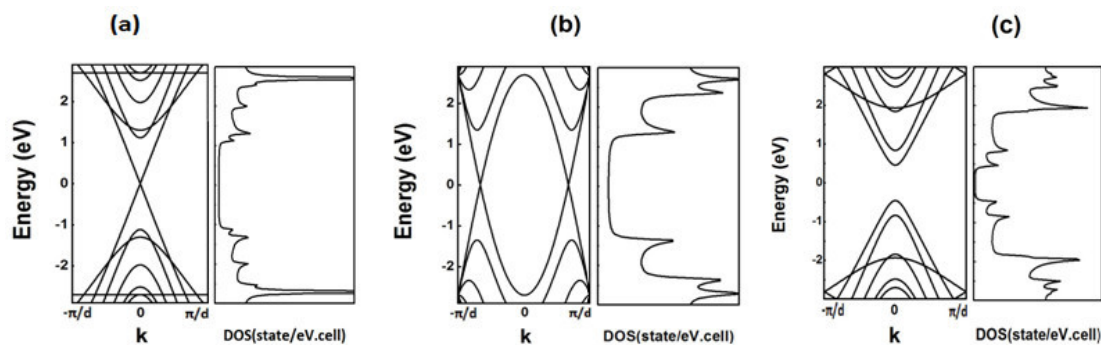 (a)
(b)
(c)
Energy (eV)
2
1
0
-1
-2
-π/d
0
π/d
k
DOS(state/eV.cell)
Energy (eV)
2
1
0
-1
-2
-π/d
0
π/d
k
DOS(state/eV.cell)
Energy (eV)
2
1
0
-1
-2
-π/d
0
π/d
k
DOS(state/eV.cell)